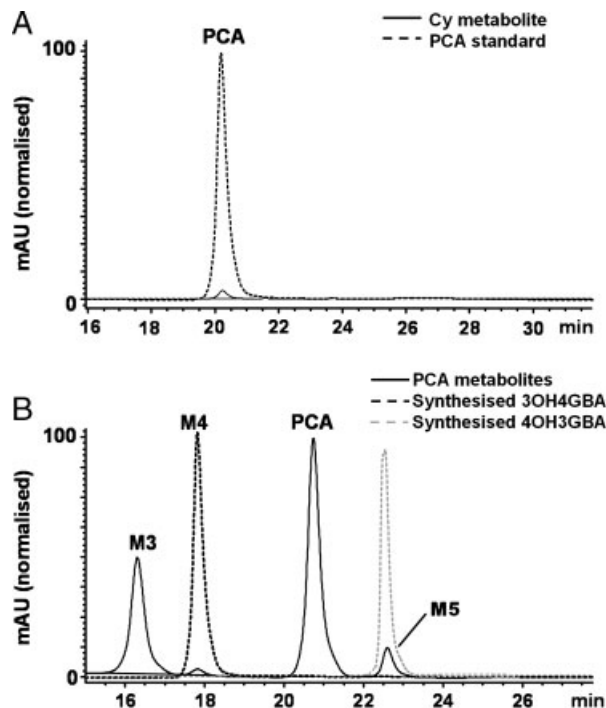 A
Cy metabolite
PCA standard
PCA
100
mAU (normalised)
0
16 18 20 22 24 26 28 30 min
B
PCA metabolites
Synthesised 3OH4GBA
Synthesised 4OH3GBA
M4
PCA
100
M3
M5
mAU (normalised)
0
16 18 20 22 24 26 min